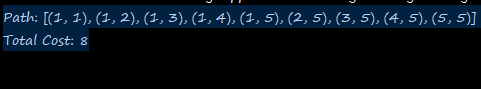 Path: [(1, 1), (1, 2), (1, 3), (1, 4), (1, 5), (2, 5), (3, 5), (4, 5), (5, 5)]
Total Cost: 8